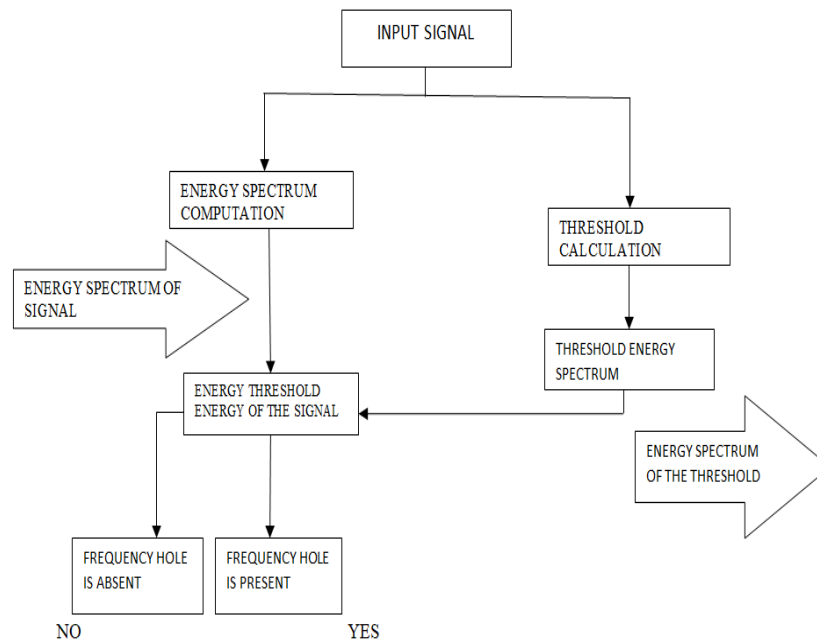 INPUT SIGNAL
ENERGY SPECTRUM
COMPUTATION
THRESHOLD
CALCULATION
ENERGY SPECTRUM OF
SIGNAL
THRESHOLD ENERGY
SPECTRUM
ENERGY THRESHOLD
ENERGY OF THE SIGNAL
ENERGY SPECTRUM
OF THE THRESHOLD
FREQUENCY HOLE
IS ABSENT
FREQUENCY HOLE
IS PRESENT
NO
YES